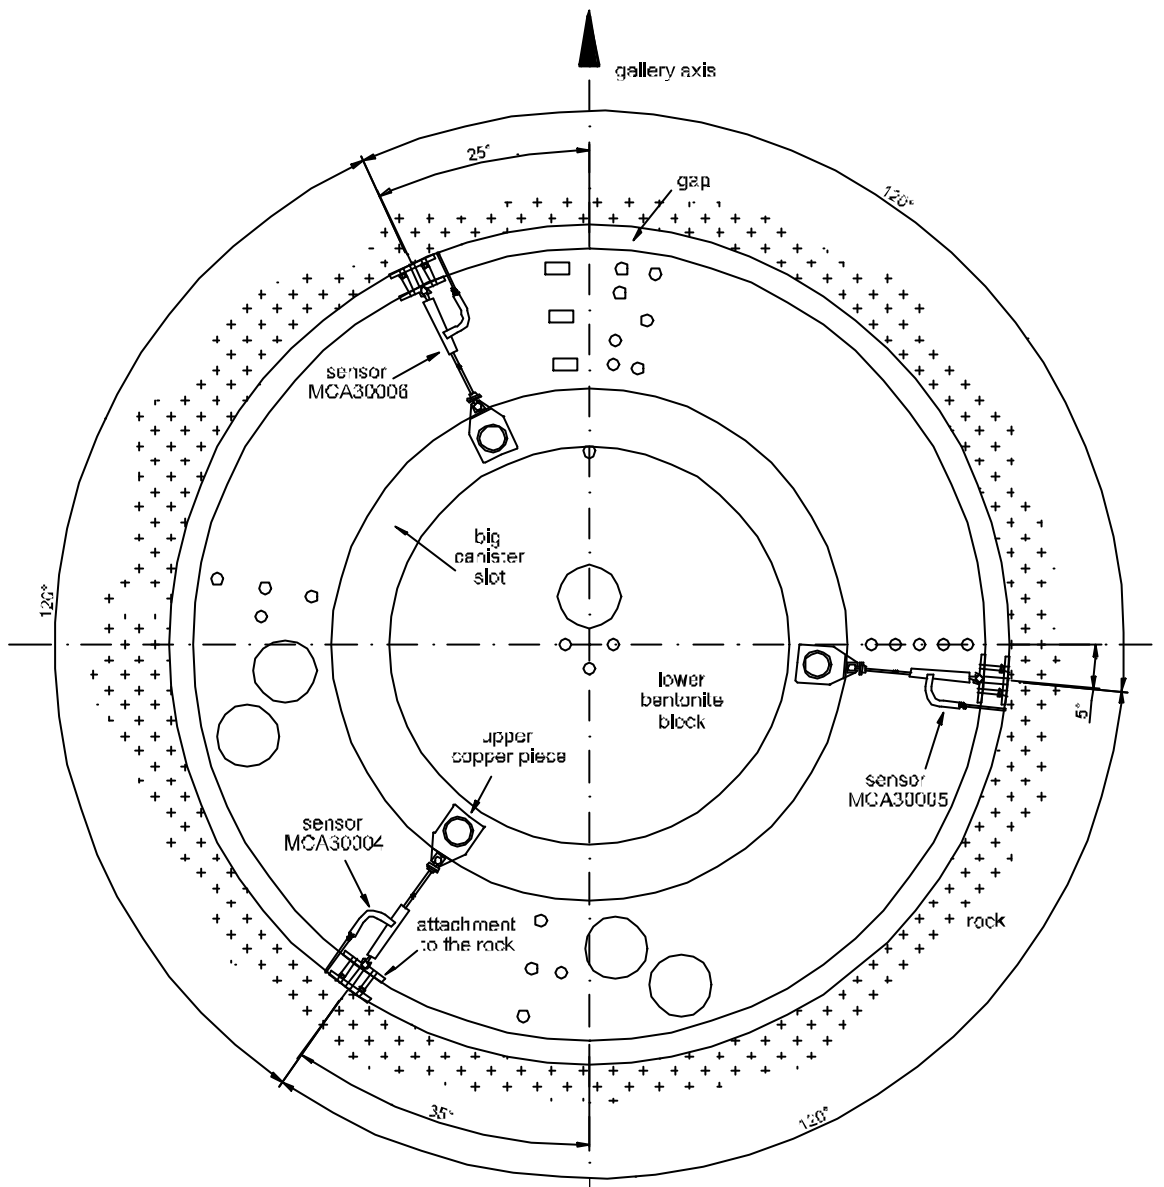 gallery axis
25°
gap
120°
sensor
MCA30006
big
canister
slot
120°
lower
bentonite
block
5°
upper
copper piece
sensor
MCA30005
sensor
MCA30004
attachment
to the rock
rock
35°
120°